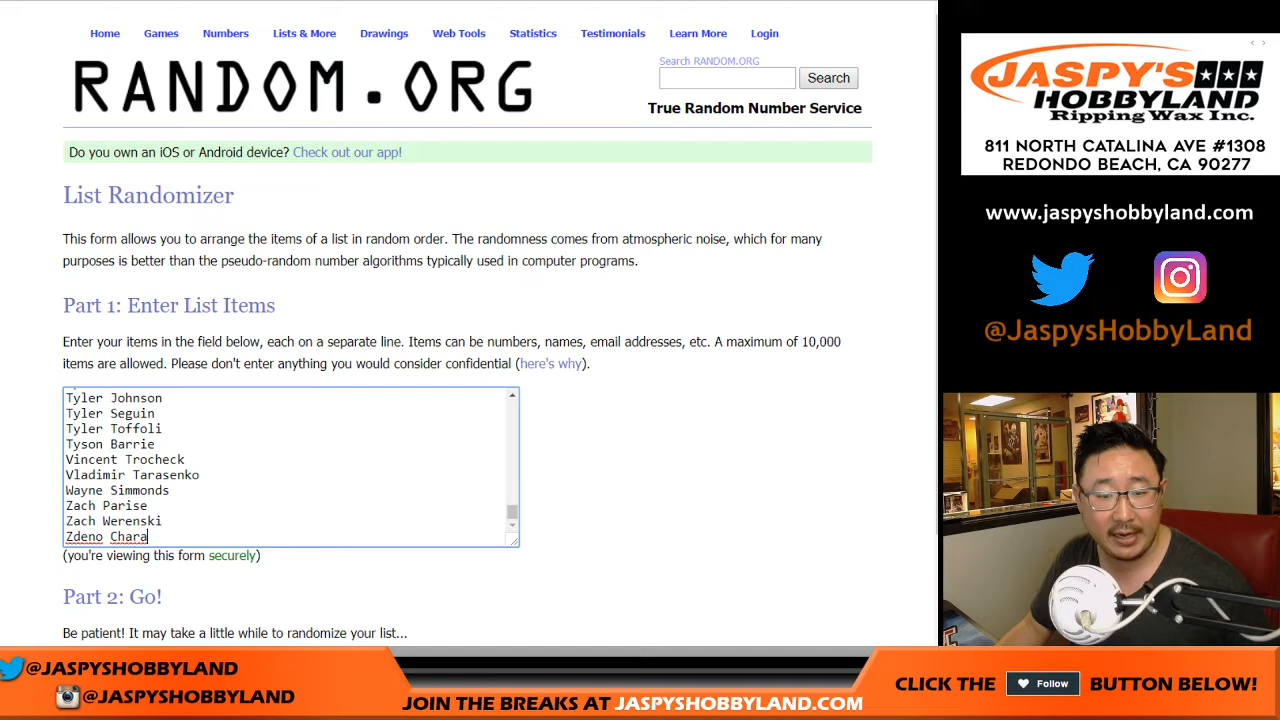 Home Games Numbers Lists & More Drawings Web Tools Statistics Testimonials Learn More Login
RANDOM.ORG
Search RANDOM.ORG
Search
True Random Number Service
Do you own an iOS or Android device? Check out our app!
List Randomizer
This form allows you to arrange the items of a list in random order. The randomness comes from atmospheric noise, which for many
purposes is better than the pseudo-random number algorithms typically used in computer programs.
Part 1: Enter List Items
Enter your items in the field below, each on a separate line. Items can be numbers, names, email addresses, etc. A maximum of 10,000
items are allowed. Please don't enter anything you would consider confidential (here's why).
Tyler Johnson
Tyler Seguin
Tyler Toffoli
Tyson Barrie
Vincent Trocheck
Vladimir Tarasenko
Wayne Simmonds
Zach Parise
Zach Werenski
Zdeno Chara
(you're viewing this form securely)
Part 2: Go!
Be patient! It may take a little while to randomize your list...
JASPY'S
HOBBYLAND
Ripping Wax Inc.
811 NORTH CATALINA AVE #1308
REDONDO BEACH, CA 90277
www.jaspyshobbyland.com
@JaspysHobbyLand
@JASPYSHOBBYLAND
@JASPYSHOBBYLAND
JOIN THE BREAKS AT JASPYSHOBBYLAND.COM
CLICK THE Follow BUTTON BELOW!